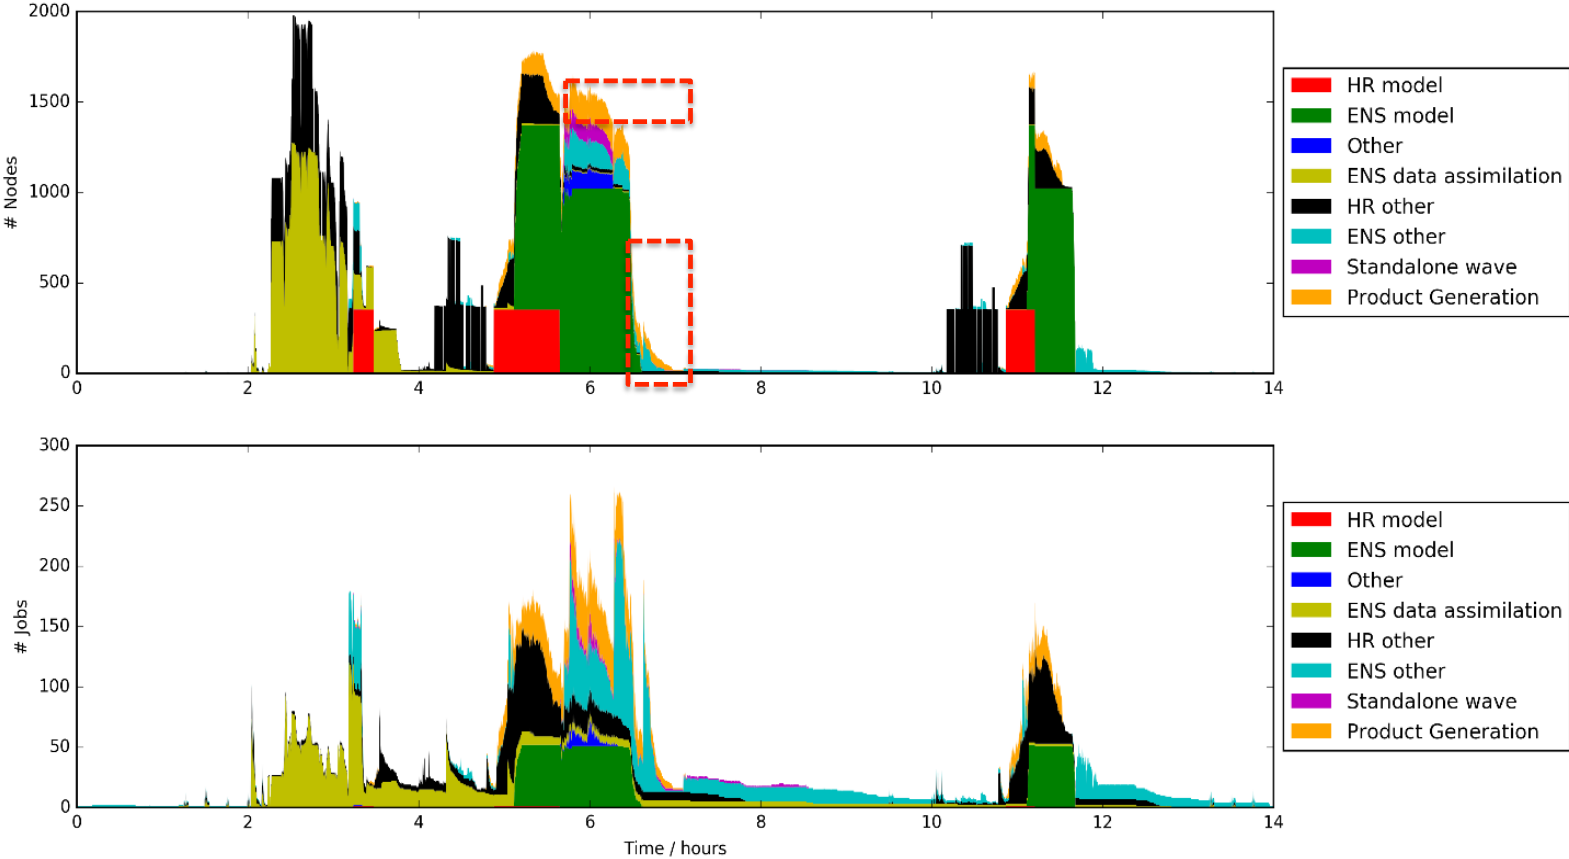 2000
1500
1000
500
0
# Nodes
0 2 4 6 8 10 12 14
HR model
ENS model
Other
ENS data assimilation
HR other
ENS other
Standalone wave
Product Generation
300
250
200
150
100
50
0
# Jobs
0 2 4 6 8 10 12 14
Time / hours
HR model
ENS model
Other
ENS data assimilation
HR other
ENS other
Standalone wave
Product Generation